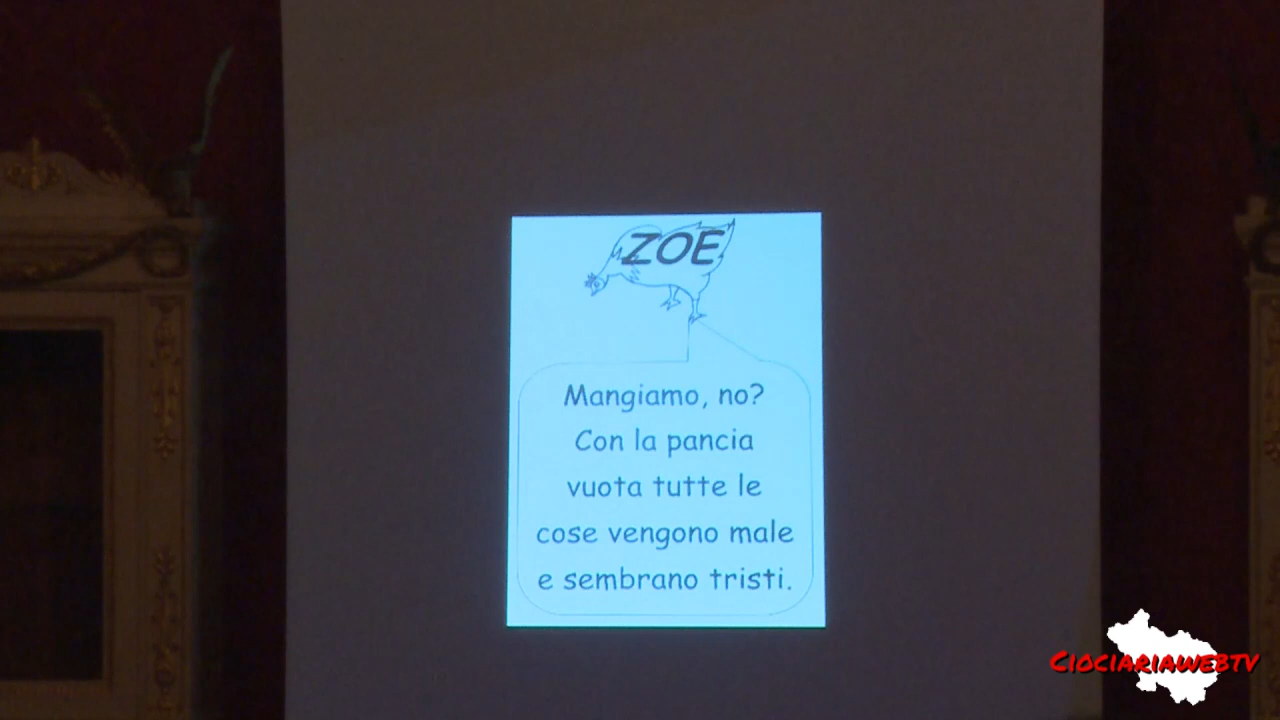 ZOE
Mangiamo, no?
Con la pancia
vuota tutte le
cose vengono male
e sembrano tristi.
CIOCIARIAWEBTV